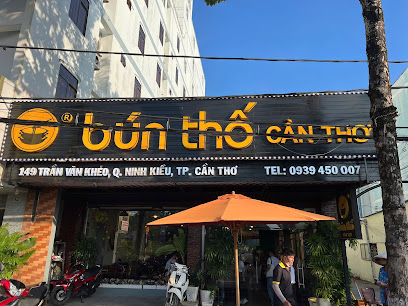 ® bún thố CẦN THƠ
149 TRẦN VĂN KHÉO, Q. NINH KIỀU, TP. CẦN THƠ TEL: 0939 450 007